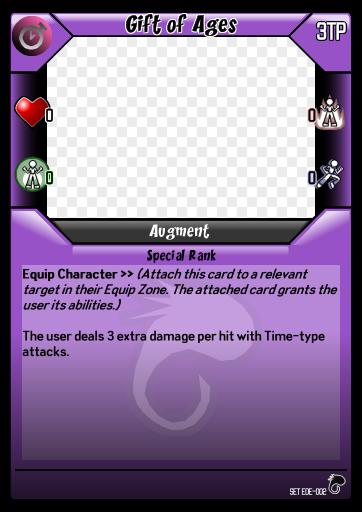 Gift of Ages
3TP
0
0
0
0
Augment
Special Rank
Equip Character >> (Attach this card to a relevant
target in their Equip Zone. The attached card grants the
user its abilities.)
The user deals 3 extra damage per hit with Time-type
attacks.
SET EOE-002